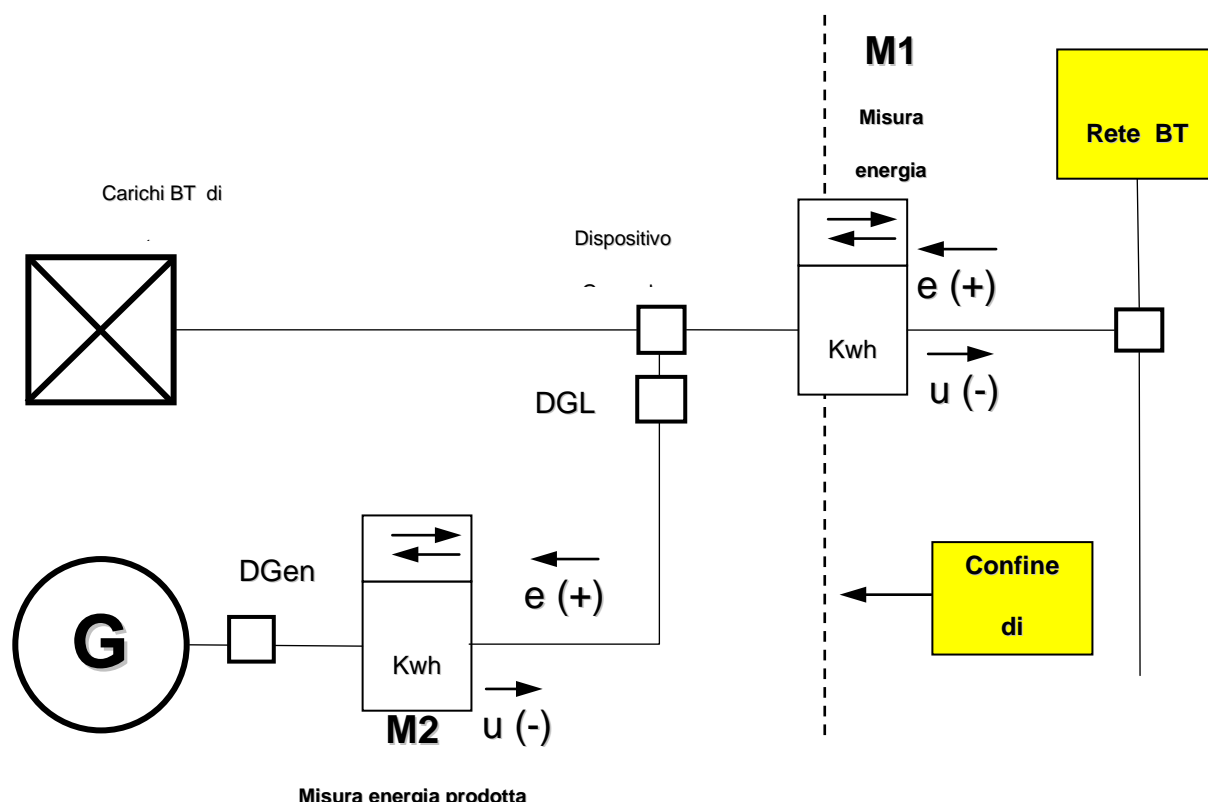 M1
Misura
energia
Rete BT
Carichi BT di
Dispositivo
e (+)
Kwh
u (-)
DGL
DGen
e (+)
Confine
di
G
Kwh
M2
u (-)
Misura energia prodotta